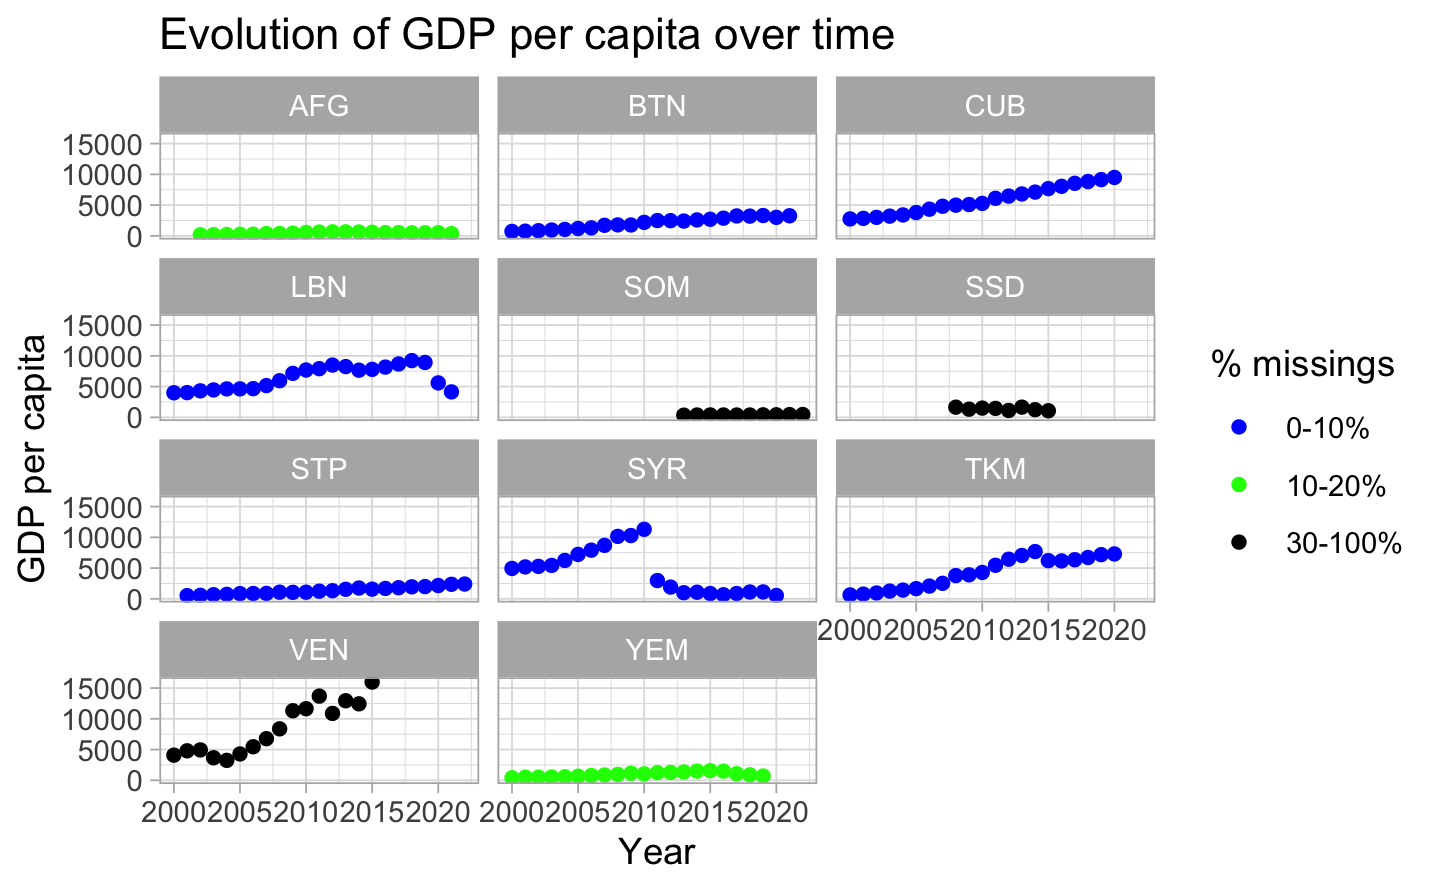 Evolution of GDP per capita over time
AFG BTN CUB
15000
10000
5000
0
LBN SOM SSD
15000
10000
5000
0
STP SYR TKM
15000
10000
5000
0
2000 2005 2010 2015 2020
VEN YEM
15000
10000
5000
0
2000 2005 2010 2015 2020 2000 2005 2010 2015 2020
Year
GDP per capita
% missings
0-10%
10-20%
30-100%